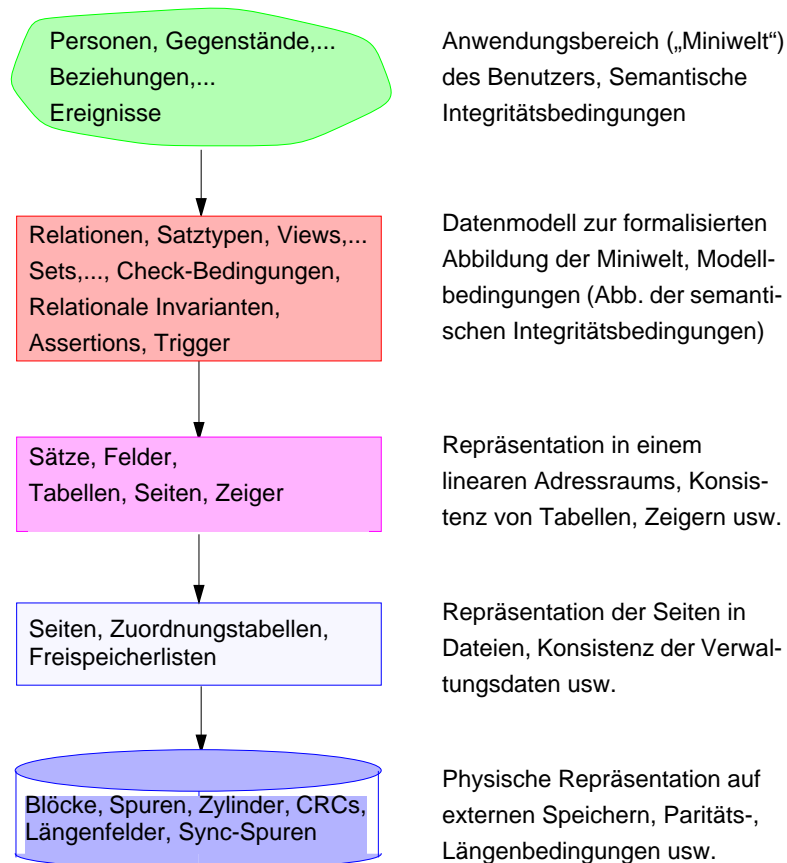 Personen, Gegenstände,...
Beziehungen,...
Ereignisse
Anwendungsbereich („Miniwelt“)
des Benutzers, Semantische
Integritätsbedingungen
Relationen, Satztypen, Views,...
Sets,..., Check-Bedingungen,
Relationale Invarianten,
Assertions, Trigger
Datenmodell zur formalisierten
Abbildung der Miniwelt, Modell-
bedingungen (Abb. der semanti-
schen Integritätsbedingungen)
Sätze, Felder,
Tabellen, Seiten, Zeiger
Repräsentation in einem
linearen Adressraums, Konsis-
tenz von Tabellen, Zeigern usw.
Seiten, Zuordnungstabellen,
Freispeicherlisten
Repräsentation der Seiten in
Dateien, Konsistenz der Verwal-
tungsdaten usw.
Blöcke, Spuren, Zylinder, CRCs,
Längenfelder, Sync-Spuren
Physische Repräsentation auf
externen Speichern, Paritäts-,
Längenbedingungen usw.